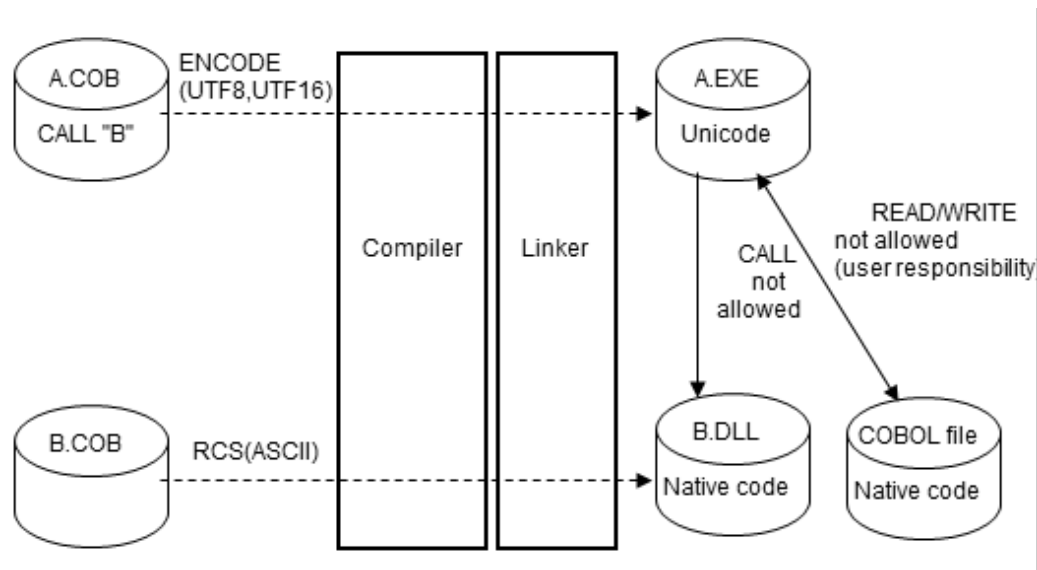 A.COB
CALL "B"
ENCODE
(UTF8,UTF16)
Compiler
Linker
A.EXE
Unicode
CALL
not
allowed
READ/WRITE
not allowed
(user responsibility)
B.COB
RCS(ASCII)
B.DLL
Native code
COBOL file
Native code